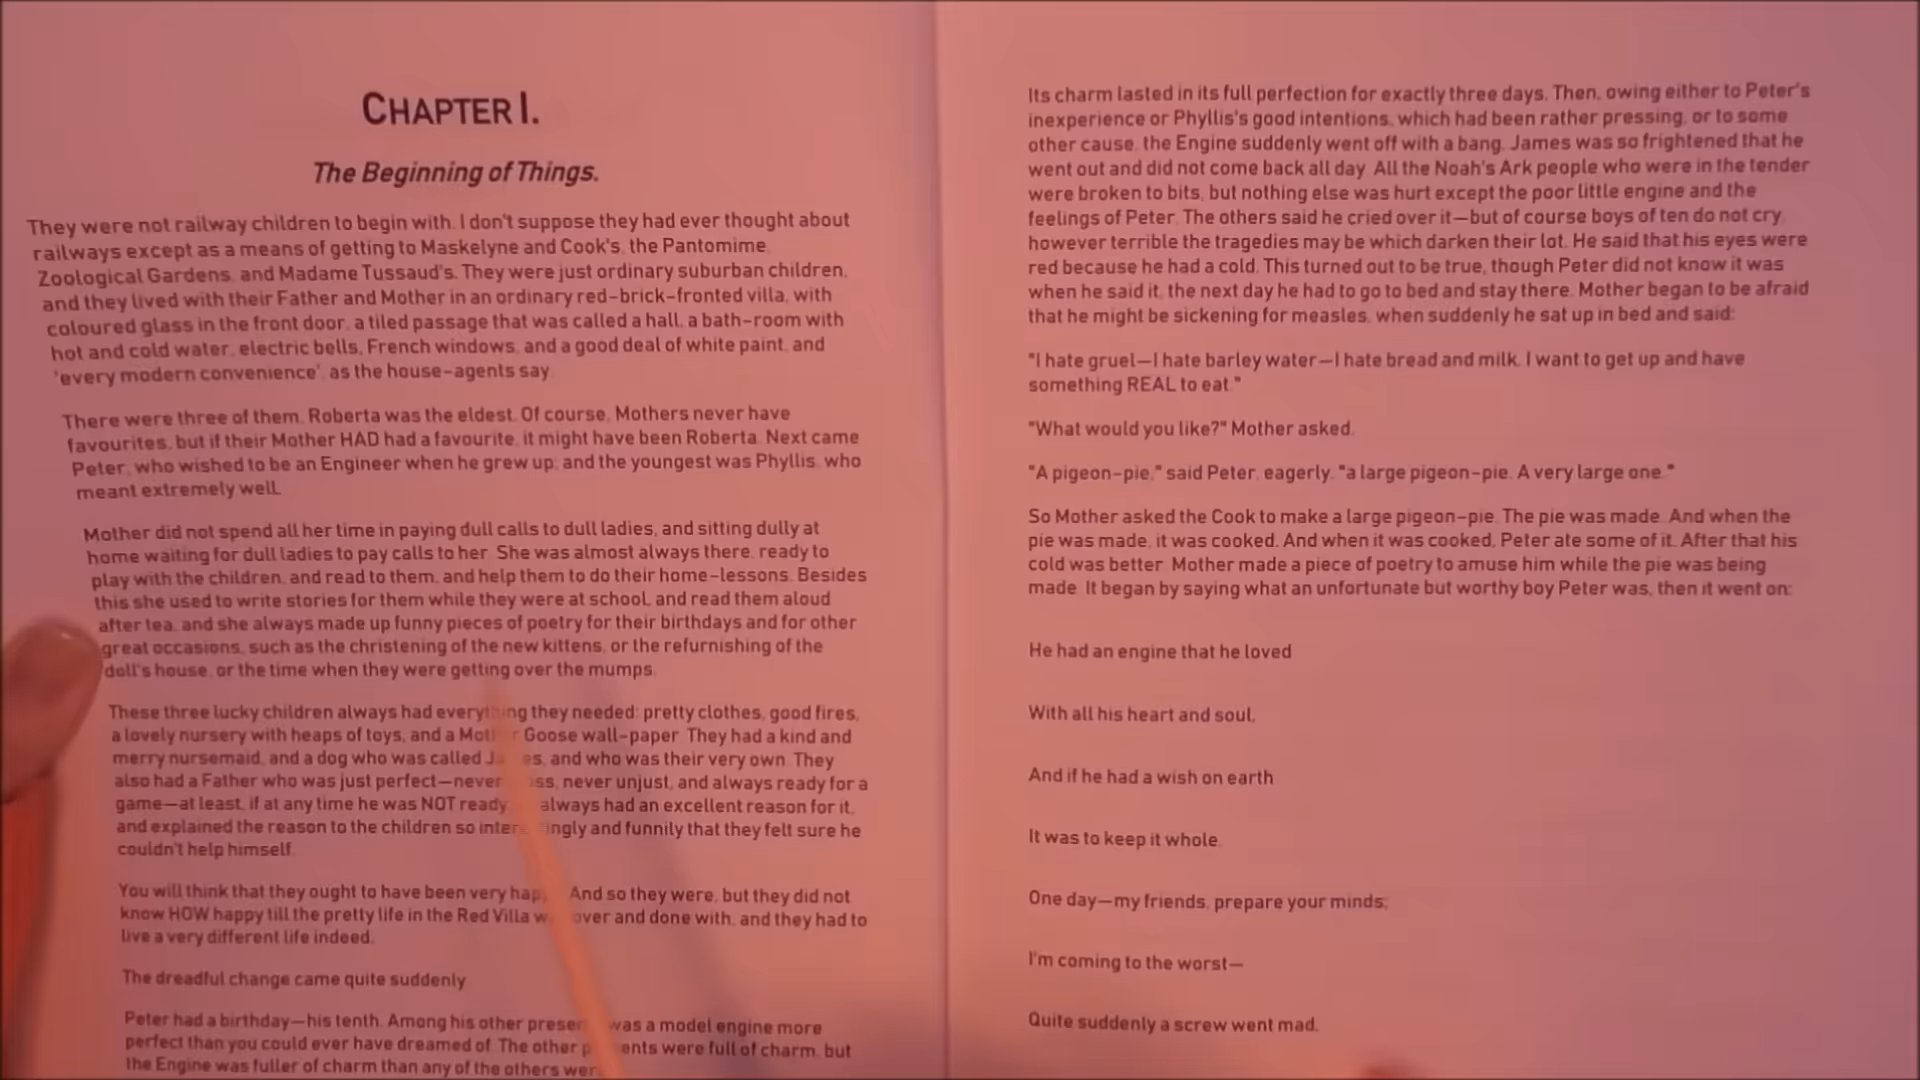 CHAPTER I.
The Beginning of Things.
They were not railway children to begin with. I don't suppose they had ever thought about
railways except as a means of getting to Maskelyne and Cook's, the Pantomime,
Zoological Gardens, and Madame Tussaud's. They were just ordinary suburban children,
and they lived with their Father and Mother in an ordinary red-brick-fronted villa, with
coloured glass in the front door, a tiled passage that was called a hall, a bath-room with
hot and cold water, electric bells, French windows, and a good deal of white paint, and
'every modern convenience', as the house-agents say.
There were three of them. Roberta was the eldest. Of course, Mothers never have
favourites, but if their Mother HAD had a favourite, it might have been Roberta. Next came
Peter, who wished to be an Engineer when he grew up; and the youngest was Phyllis, who
meant extremely well.
Mother did not spend all her time in paying dull calls to dull ladies, and sitting dully at
home waiting for dull ladies to pay calls to her. She was almost always there, ready to
play with the children, and read to them, and help them to do their home-lessons. Besides
this she used to write stories for them while they were at school, and read them aloud
after tea, and she always made up funny pieces of poetry for their birthdays and for other
great occasions, such as the christening of the new kittens, or the refurnishing of the
doll's house, or the time when they were getting over the mumps.
These three lucky children always had everything they needed: pretty clothes, good fires,
a lovely nursery with heaps of toys, and a Mother Goose wall-paper. They had a kind and
merry nursemaid, and a dog who was called James, and who was their very own. They
also had a Father who was just perfect—never cross, never unjust, and always ready for a
game—at least, if at any time he was NOT ready, always had an excellent reason for it,
and explained the reason to the children so interestingly and funnily that they felt sure he
couldn't help himself.
You will think that they ought to have been very happy. And so they were, but they did not
know HOW happy till the pretty life in the Red Villa was over and done with, and they had to
live a very different life indeed.
The dreadful change came quite suddenly.
Peter had a birthday—his tenth. Among his other presents was a model engine more
perfect than you could ever have dreamed of. The other presents were full of charm, but
the Engine was fuller of charm than any of the others were.
Its charm lasted in its full perfection for exactly three days. Then, owing either to Peter's
inexperience or Phyllis's good intentions, which had been rather pressing, or to some
other cause, the Engine suddenly went off with a bang. James was so frightened that he
went out and did not come back all day. All the Noah's Ark people who were in the tender
were broken to bits, but nothing else was hurt except the poor little engine and the
feelings of Peter. The others said he cried over it—but of course boys of ten do not cry,
however terrible the tragedies may be which darken their lot. He said that his eyes were
red because he had a cold. This turned out to be true, though Peter did not know it was
when he said it, the next day he had to go to bed and stay there. Mother began to be afraid
that he might be sickening for measles, when suddenly he sat up in bed and said:
"I hate gruel—I hate barley water—I hate bread and milk. I want to get up and have
something REAL to eat."
"What would you like?" Mother asked.
"A pigeon-pie," said Peter, eagerly, "a large pigeon-pie. A very large one."
So Mother asked the Cook to make a large pigeon-pie. The pie was made. And when the
pie was made, it was cooked. And when it was cooked, Peter ate some of it. After that his
cold was better. Mother made a piece of poetry to amuse him while the pie was being
made. It began by saying what an unfortunate but worthy boy Peter was, then it went on:
He had an engine that he loved
With all his heart and soul,
And if he had a wish on earth
It was to keep it whole.
One day—my friends, prepare your minds;
I'm coming to the worst—
Quite suddenly a screw went mad,